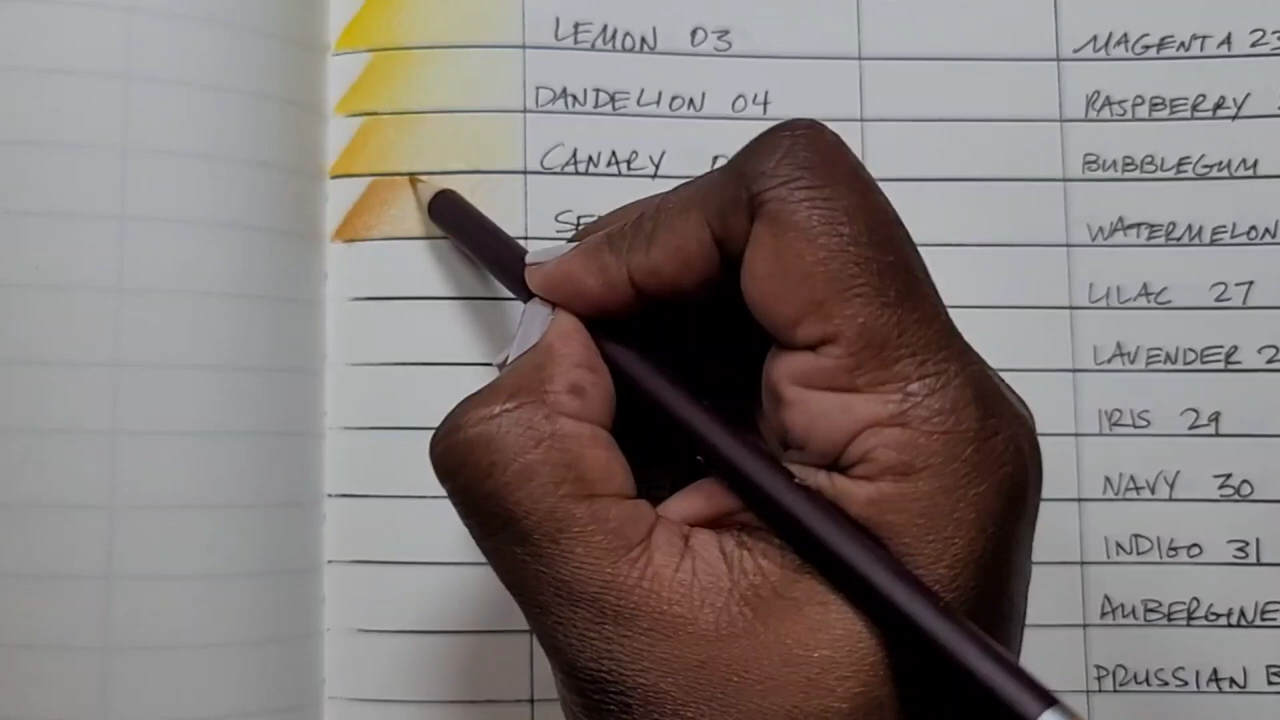 LEMON 03
DANDELION 04
CANARY
MAGENTA 23
RASPBERRY
BUBBLEGUM
WATERMELON
LILAC 27
LAVENDER
IRIS 29
NAVY 30
INDIGO 31
AUBERGINE
PRUSSIAN